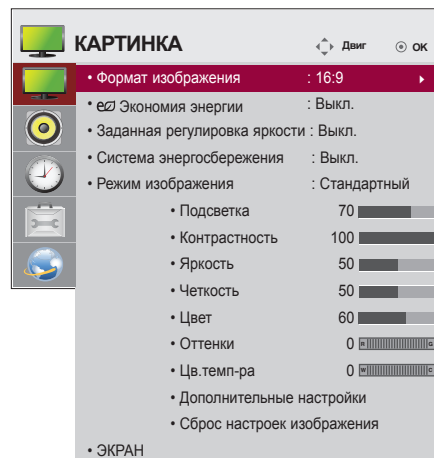 КАРТИНКА Двиг ОК
• Формат изображения : 16:9
• e Экономия энергии : Выкл.
• Заданная регулировка яркости : Выкл.
• Система энергосбережения : Выкл.
• Режим изображения : Стандартный
• Подсветка 70
• Контрастность 100
• Яркость 50
• Четкость 50
• Цвет 60
• Оттенки 0 R G
• Цв.темп-ра 0 W C
• Дополнительные настройки
• Сброс настроек изображения
• ЭКРАН